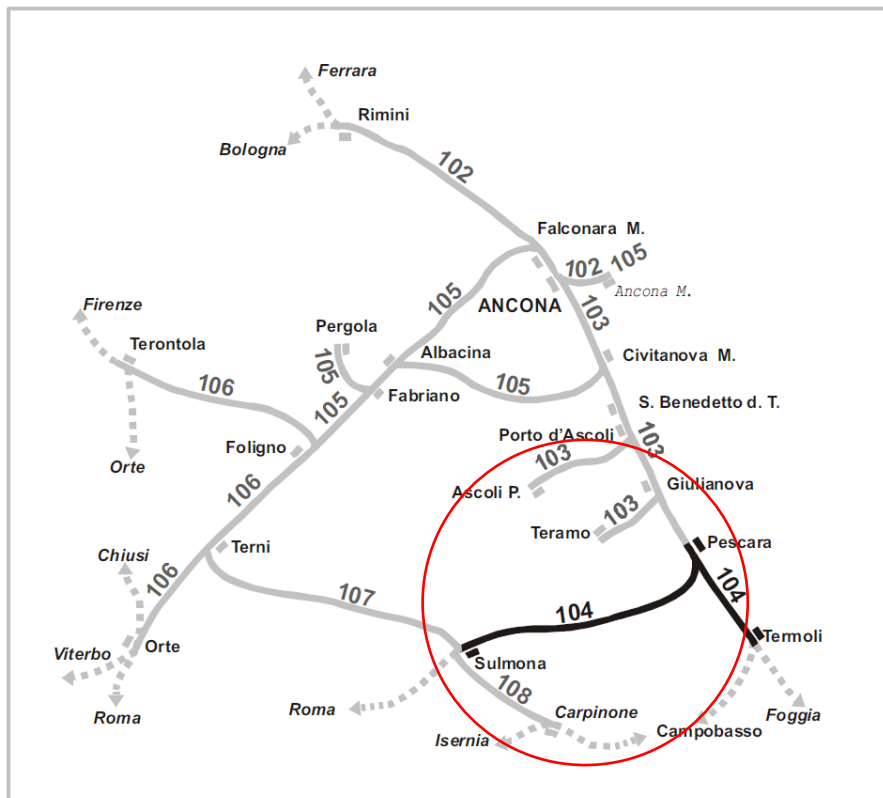 Ferrara
Rimini
Bologna
102
Falconara M.
102
105
Ancona M.
105
ANCONA
103
Firenze
Pergola
Terontola
Albacina
Civitanova M.
105
106
105
Fabriano
105
S. Benedetto d. T.
Porto d'Ascoli
103
Foligno
103
Orte
106
Ascoli P.
Giulianova
103
Teramo
Chiusi
Terni
Pescara
106
107
104
104
Viterbo
Orte
Termoli
Sulmona
108
Roma
Roma
Carpinone
Foggia
Isernia
Campobasso